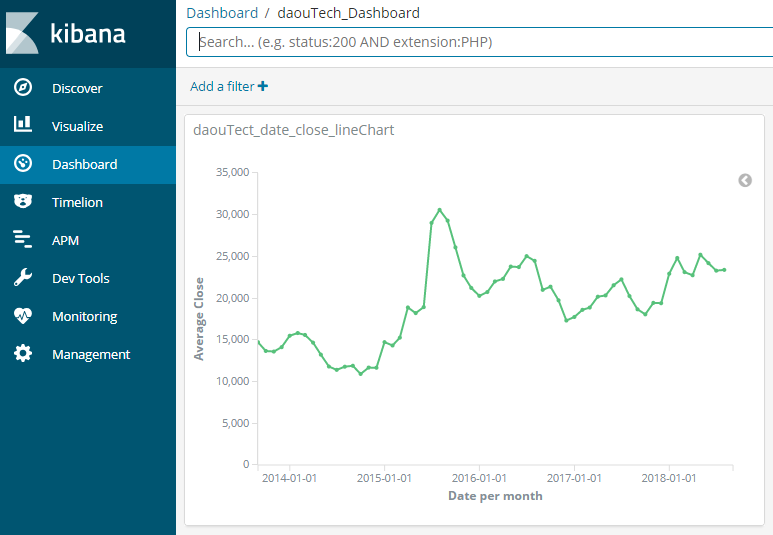 kibana
Discover
Visualize
Dashboard
Timelion
APM
Dev Tools
Monitoring
Management
Dashboard / daouTech_Dashboard
Search... (e.g. status:200 AND extension:PHP)
Add a filter +
daouTect_date_close_lineChart
Average Close
35,000
30,000
25,000
20,000
15,000
10,000
5,000
0
2014-01-01 2015-01-01 2016-01-01 2017-01-01 2018-01-01
Date per month